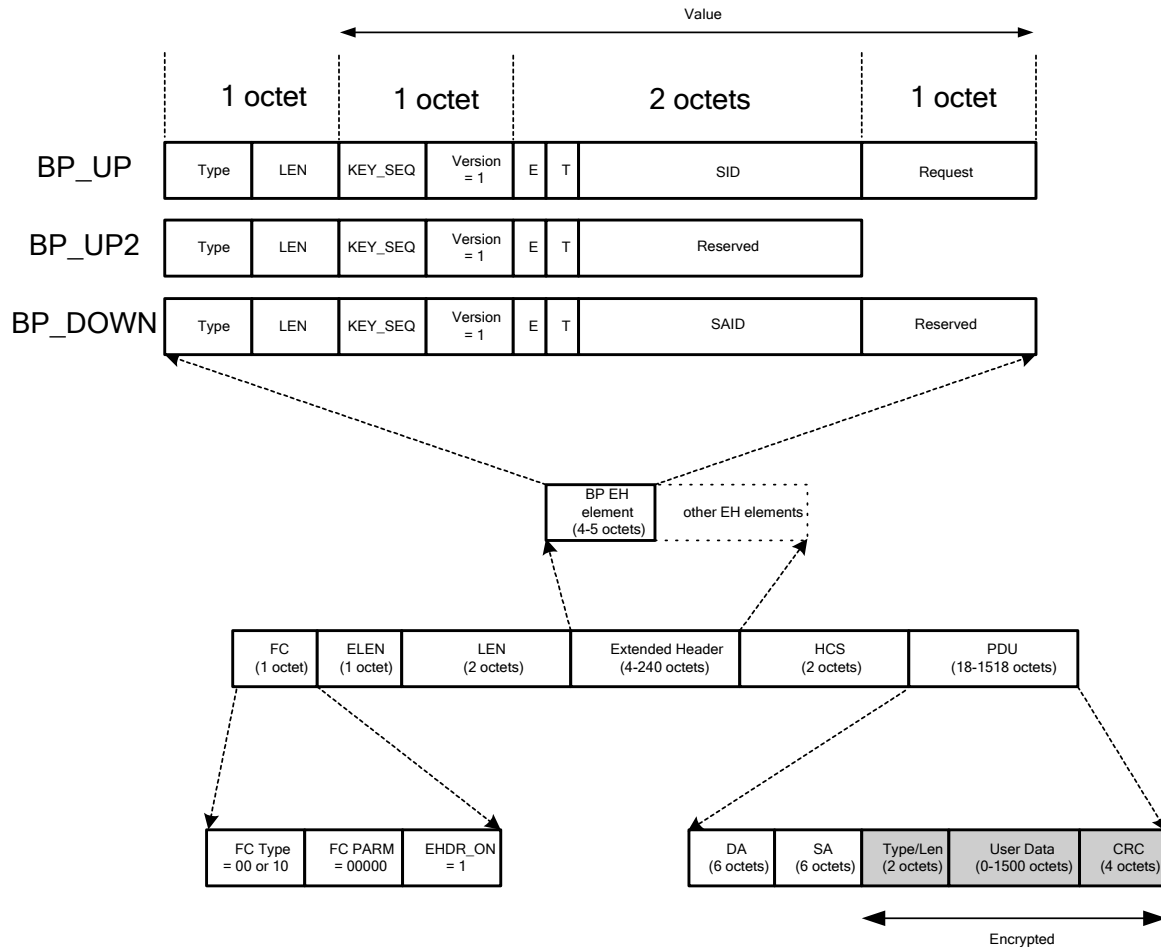 Value
1 octet 1 octet 2 octets 1 octet
BP_UP Type LEN KEY_SEQ Version E T SID Request
= 1
BP_UP2 Type LEN KEY_SEQ Version E T Reserved
= 1
BP_DOWN Type LEN KEY_SEQ Version E T SAID Reserved
= 1
BP EH
element
(4-5 octets)
other EH elements
FC
(1 octet)
ELEN
(1 octet)
LEN
(2 octets)
Extended Header
(4-240 octets)
HCS
(2 octets)
PDU
(18-1518 octets)
FC Type
= 00 or 10
FC PARM
= 00000
EHDR_ON
= 1
DA
(6 octets)
SA
(6 octets)
Type/Len
(2 octets)
User Data
(0-1500 octets)
CRC
(4 octets)
Encrypted